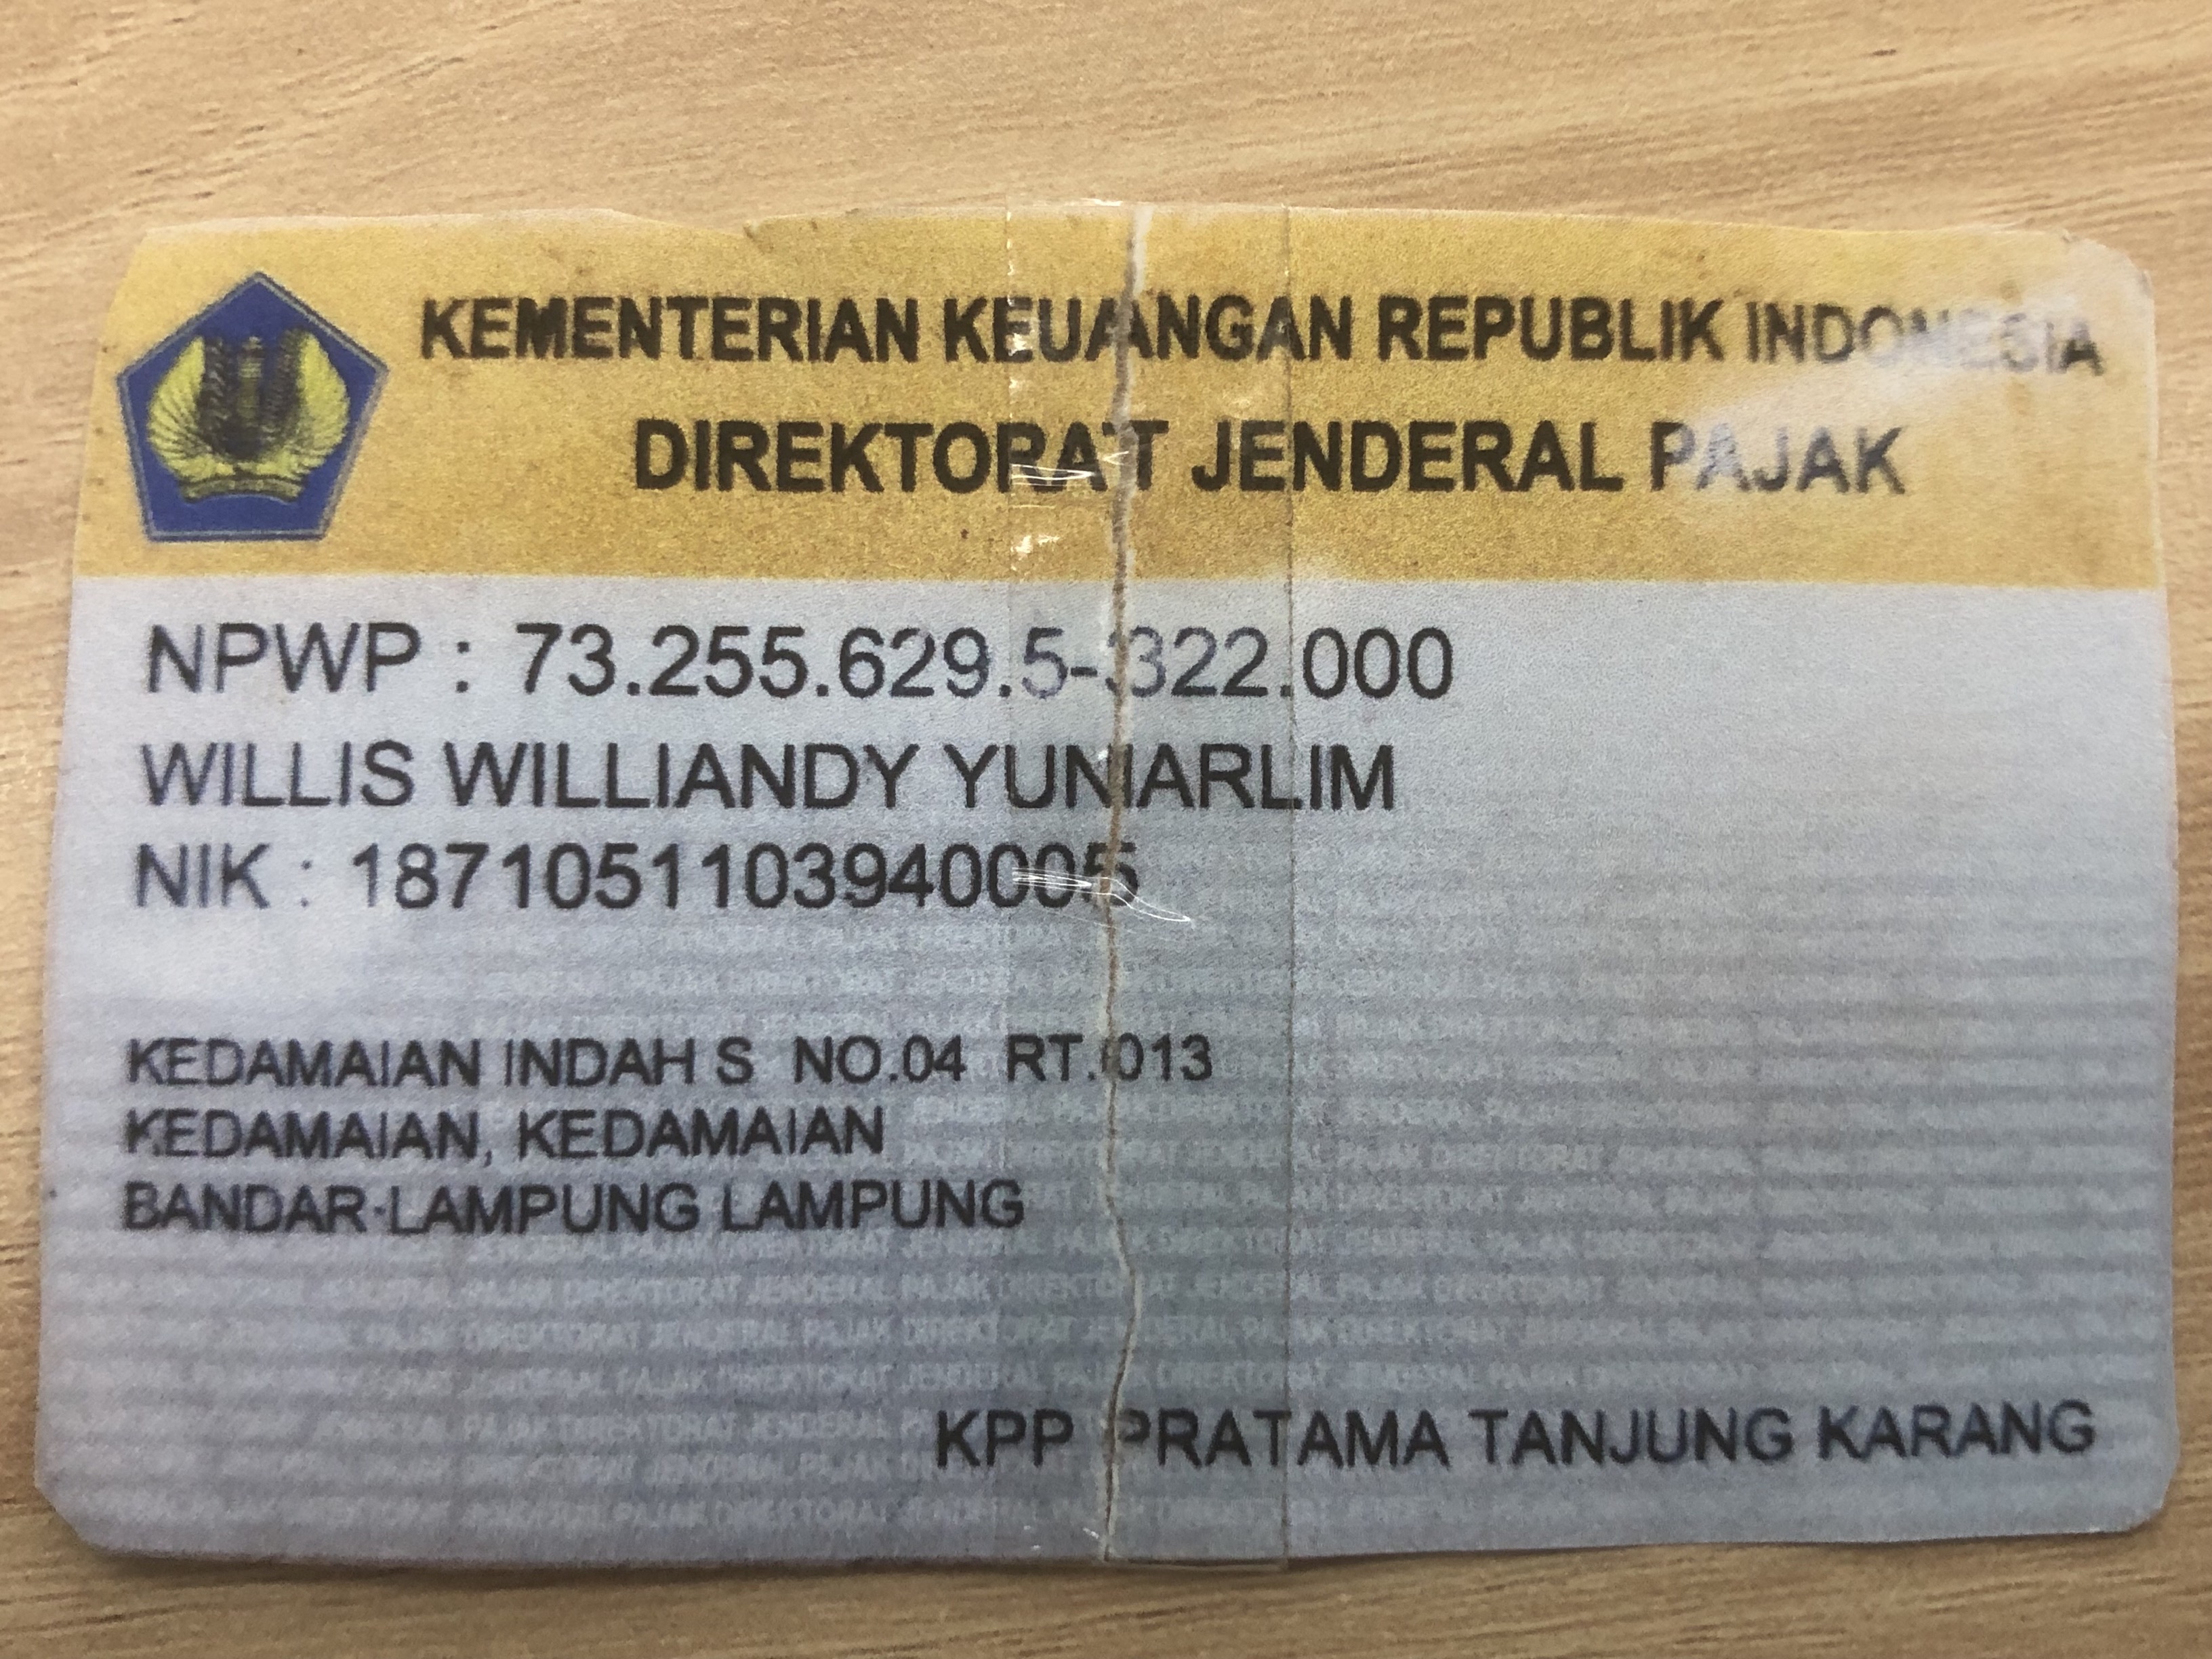 KEMENTERIAN KEUANGAN REPUBLIK INDONESIA
DIREKTORAT JENDERAL PAJAK
NPWP : 73.255.629.5-322.000
WILLIS WILLIANDY YUNIARLIM
NIK : 1871051103940005
KEDAMAIAN INDAH S NO.04 RT. 013
KEDAMAIAN, KEDAMAIAN
BANDAR-LAMPUNG LAMPUNG
KPP PRATAMA TANJUNG KARANG